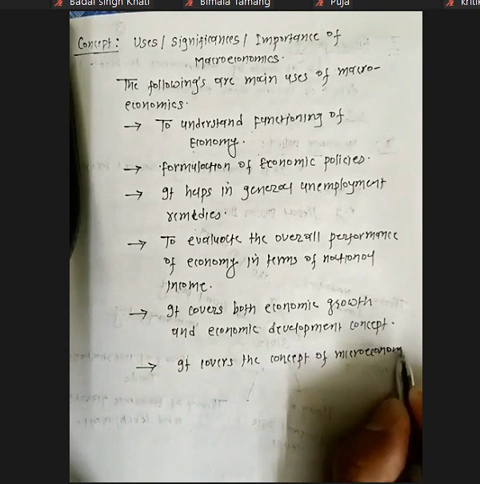 Badal Singh Khati Bimala Tamang Puja kritik
Concept: Uses/ Significances/ Importance of
Macroeconomics.
The following's are main uses of macro-
economics.
→ To understand functioning of
Economy.
→ formulation of Economic policies.
→ It helps in general unemployment
remedies.
→ To evaluate the overall performance
of economy in terms of national
income.
→ It covers both economic growth
and economic development concept.
→ It covers the concept of microeconom